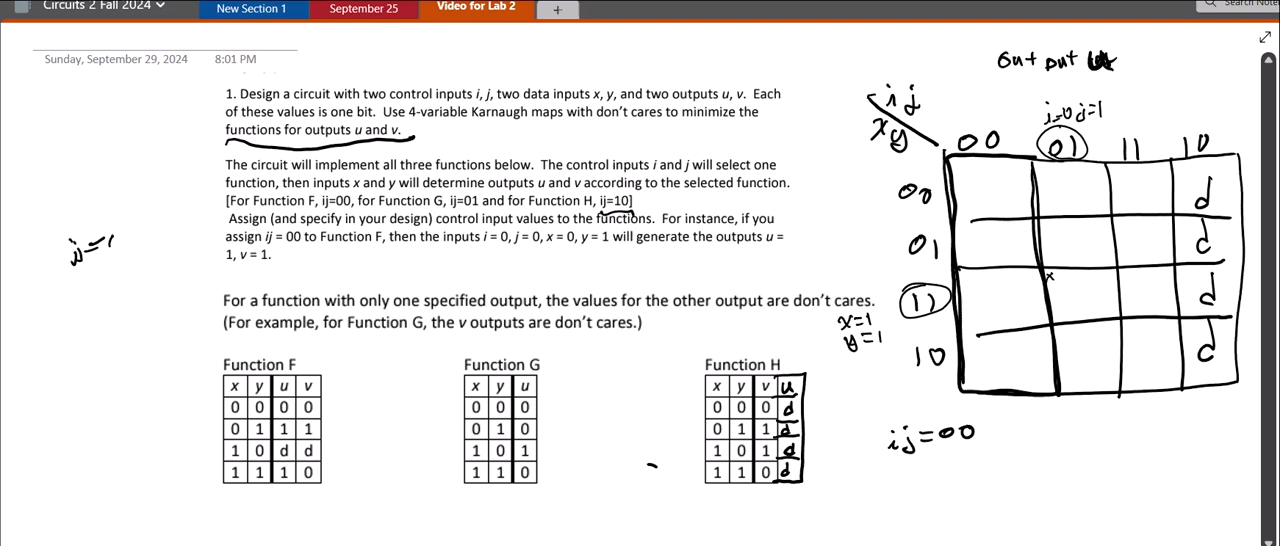 Circuits 2 Fall 2024
New Section 1
September 25
Video for Lab 2
+
Search Note
Sunday, September 29, 2024 8:01 PM
1. Design a circuit with two control inputs i, j, two data inputs x, y, and two outputs u, v. Each
of these values is one bit. Use 4-variable Karnaugh maps with don't cares to minimize the
functions for outputs u and v.
The circuit will implement all three functions below. The control inputs i and j will select one
function, then inputs x and y will determine outputs u and v according to the selected function.
[For Function F, ij=00, for Function G, ij=01 and for Function H, ij=10]
Assign (and specify in your design) control input values to the functions. For instance, if you
assign ij = 00 to Function F, then the inputs i = 0, j = 0, x = 0, y = 1 will generate the outputs u =
1, v = 1.
ij=1
For a function with only one specified output, the values for the other output are don't cares.
(For example, for Function G, the v outputs are don't cares.)
Function F
x y u v
0 0 0 0
0 1 1 1
1 0 d d
1 1 1 0
Function G
x y u
0 0 0
0 1 0
1 0 1
1 1 0
Function H
x y v u
0 0 0 d
0 1 1 d
1 0 1 d
1 1 0 d
output
ij
xy
i=0 j=1
00 01 11 10
00 d
01 d
11 d
10 d
x=1
y=1
x
ij=00